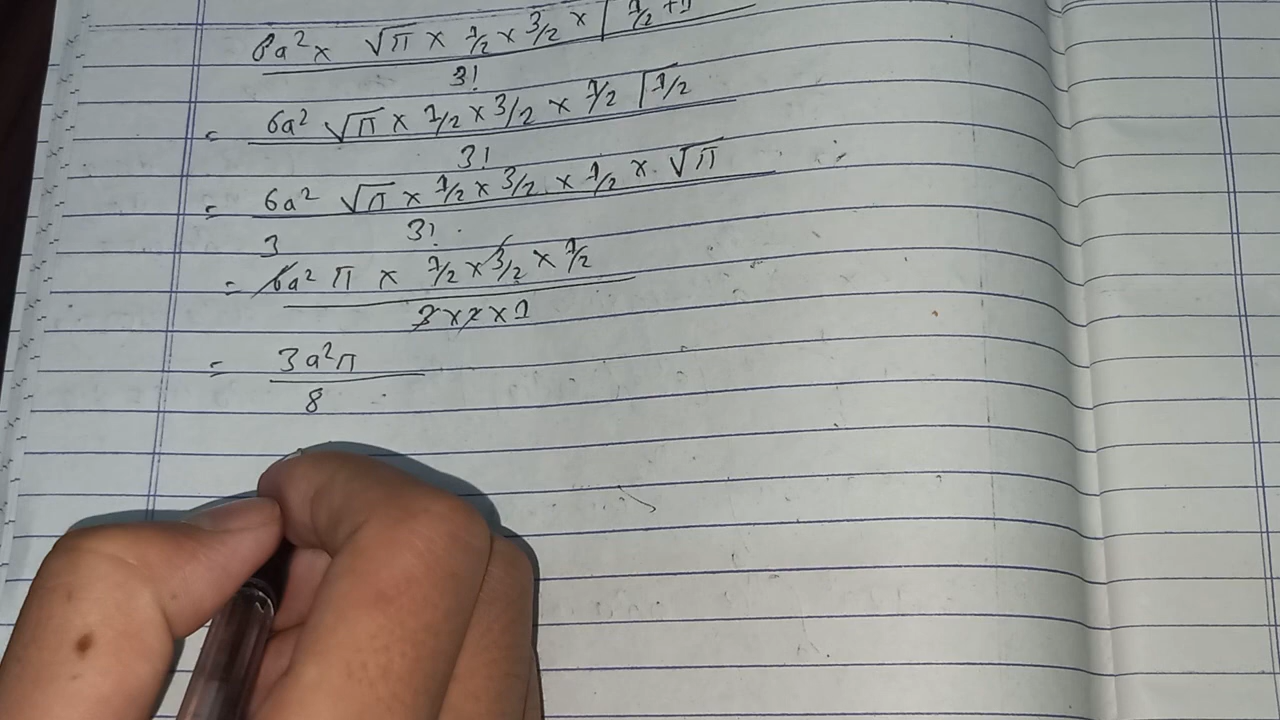 6a² × √π × 1/2 × 3/2 × Γ1/2+1
3!
= 6a² √π × 1/2 × 3/2 × 1/2 Γ1/2
3!
= 6a² √π × 1/2 × 3/2 × 1/2 × √π
3!
3
= 6a² π × 1/2 × 3/2 × 1/2
3×2×1
= 3a²π
8